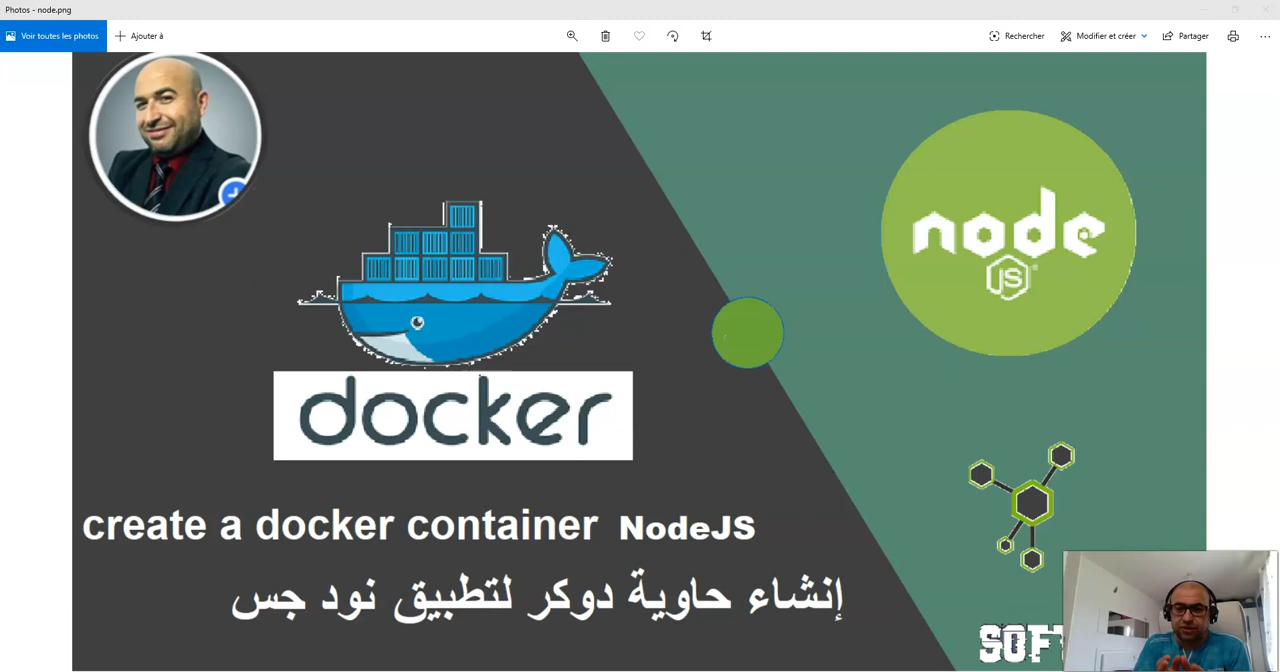 Photos - node.png
Voir toutes les photos
Ajouter à
Rechercher
Modifier et créer
Partager
node
JS
docker
create a docker container NodeJS
إنشاء حاوية دوكر لتطبيق نود جس